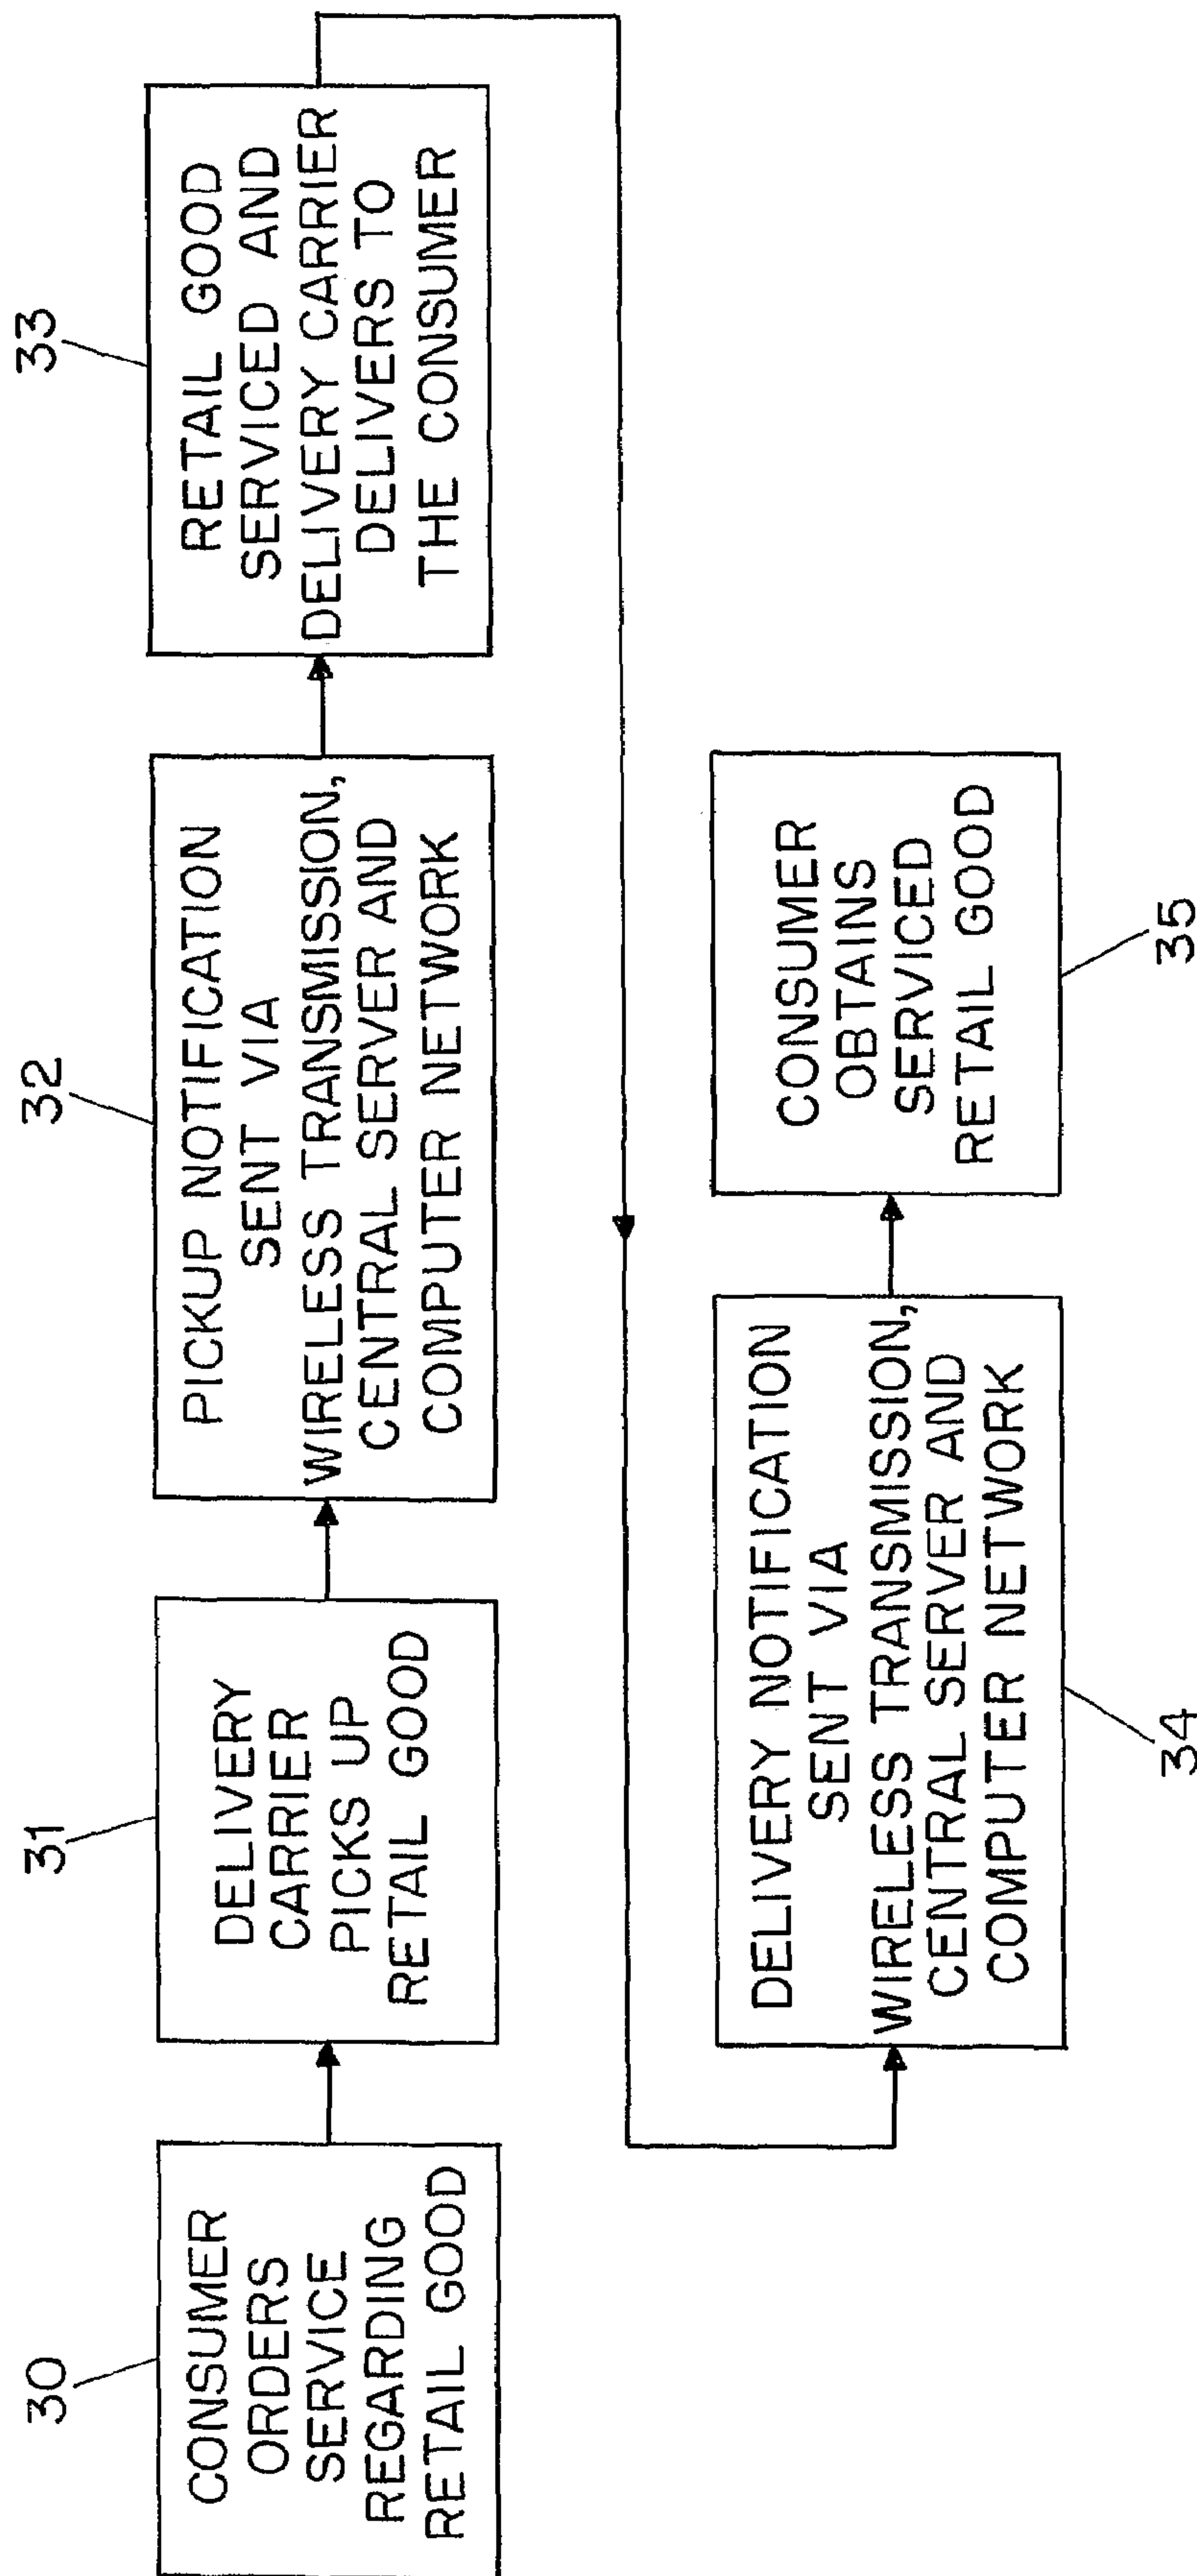 30
CONSUMER
ORDERS
SERVICE
REGARDING
RETAIL GOOD
31
DELIVERY
CARRIER
PICKS UP
RETAIL GOOD
32
PICKUP NOTIFICATION
SENT VIA
WIRELESS TRANSMISSION,
CENTRAL SERVER AND
COMPUTER NETWORK
33
RETAIL GOOD
SERVICED AND
DELIVERY CARRIER
DELIVERS TO
THE CONSUMER
DELIVERY NOTIFICATION
SENT VIA
WIRELESS TRANSMISSION,
CENTRAL SERVER AND
COMPUTER NETWORK
34
CONSUMER
OBTAINS
SERVICED
RETAIL GOOD
35